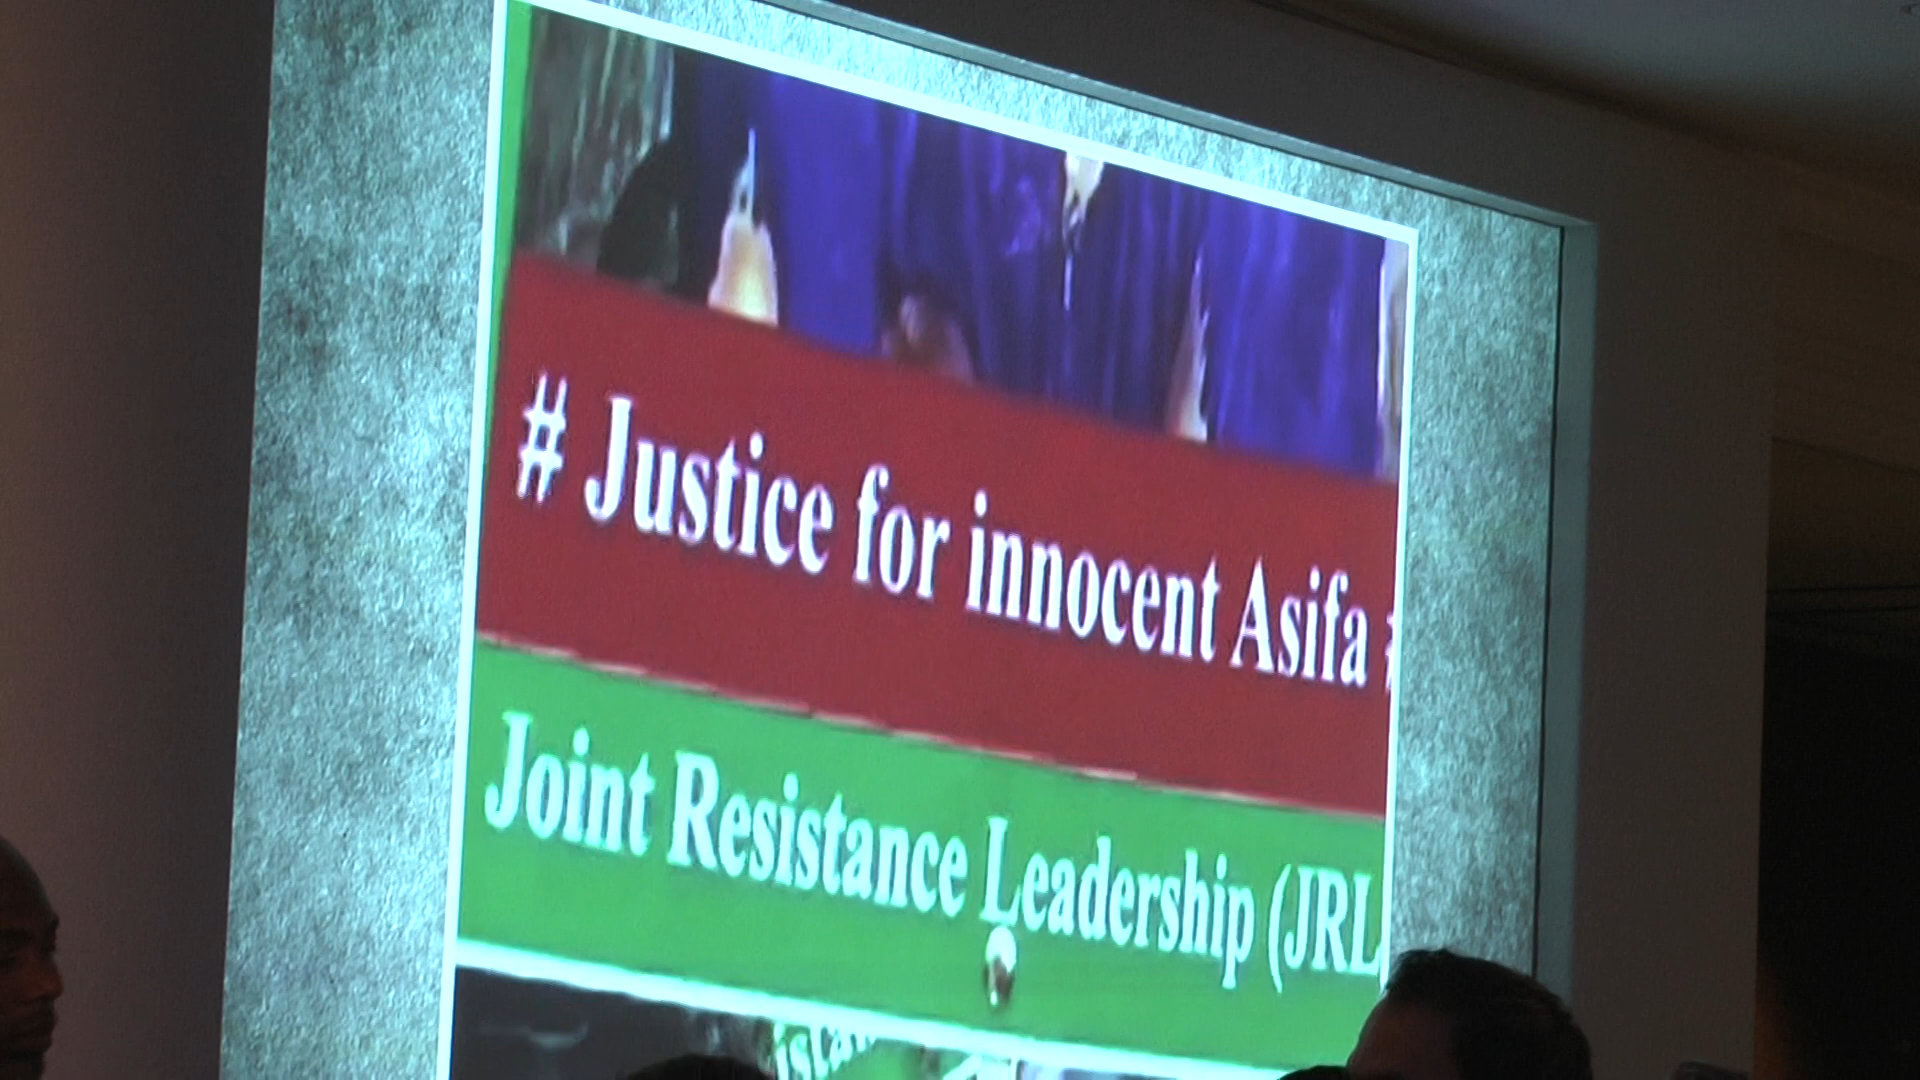 # Justice for innocent Asifa
Joint Resistance Leadership (JRL